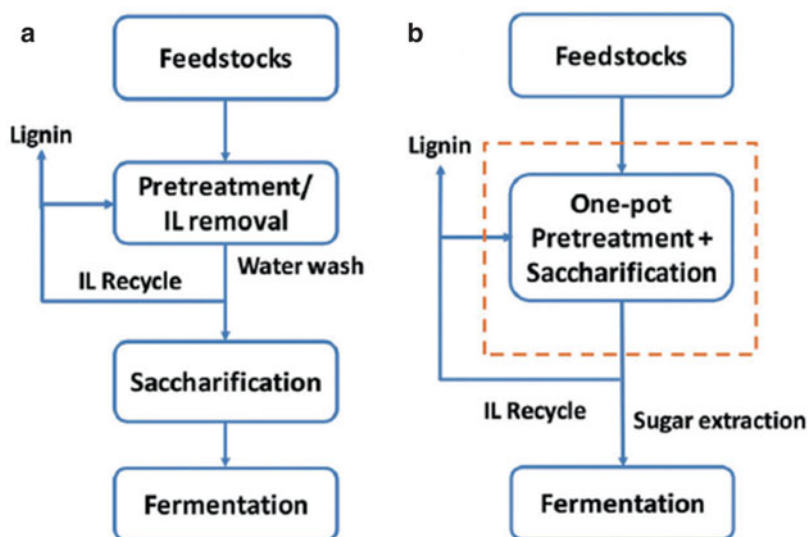 a
Feedstocks
Lignin
Pretreatment/
IL removal
Water wash
IL Recycle
Saccharification
Fermentation
b
Feedstocks
Lignin
One-pot
Pretreatment +
Saccharification
IL Recycle
Sugar extraction
Fermentation